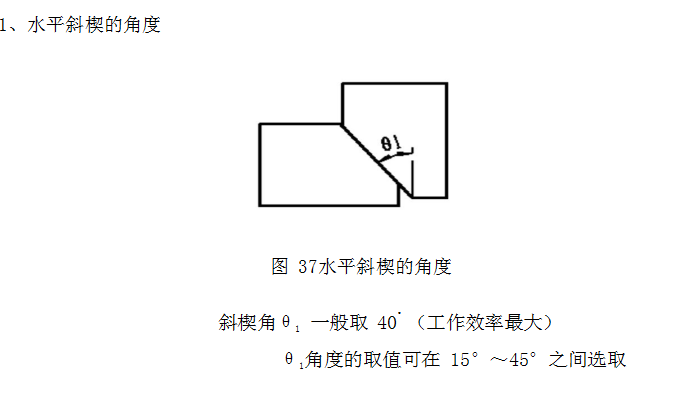 1、水平斜楔的角度
θ1
图 37水平斜楔的角度
斜楔角θ₁ 一般取 40°（工作效率最大）
θ₁角度的取值可在 15°～45°之间选取